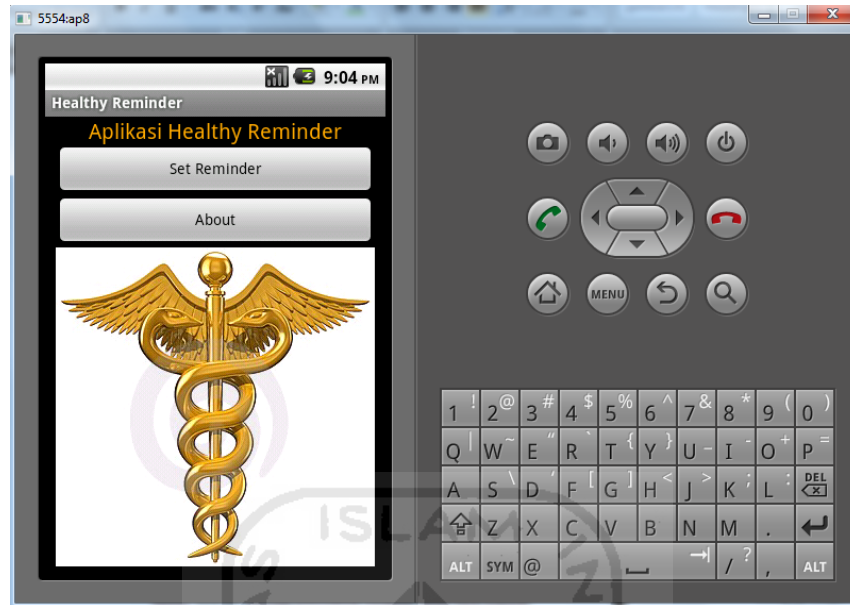 5554:ap8
9:04 PM
Healthy Reminder
Aplikasi Healthy Reminder
Set Reminder
About
MENU
1 ! 2 @ 3 # 4 $ 5 % 6 ^ 7 & 8 * 9 ( 0 )
Q | W ~ E " R ` T { Y } U _ I - O + P =
A S \ D ' F [ G ] H < J > K ; L : DEL
Z X C V B N M .
ALT SYM @ / ? , ALT
ISLAM